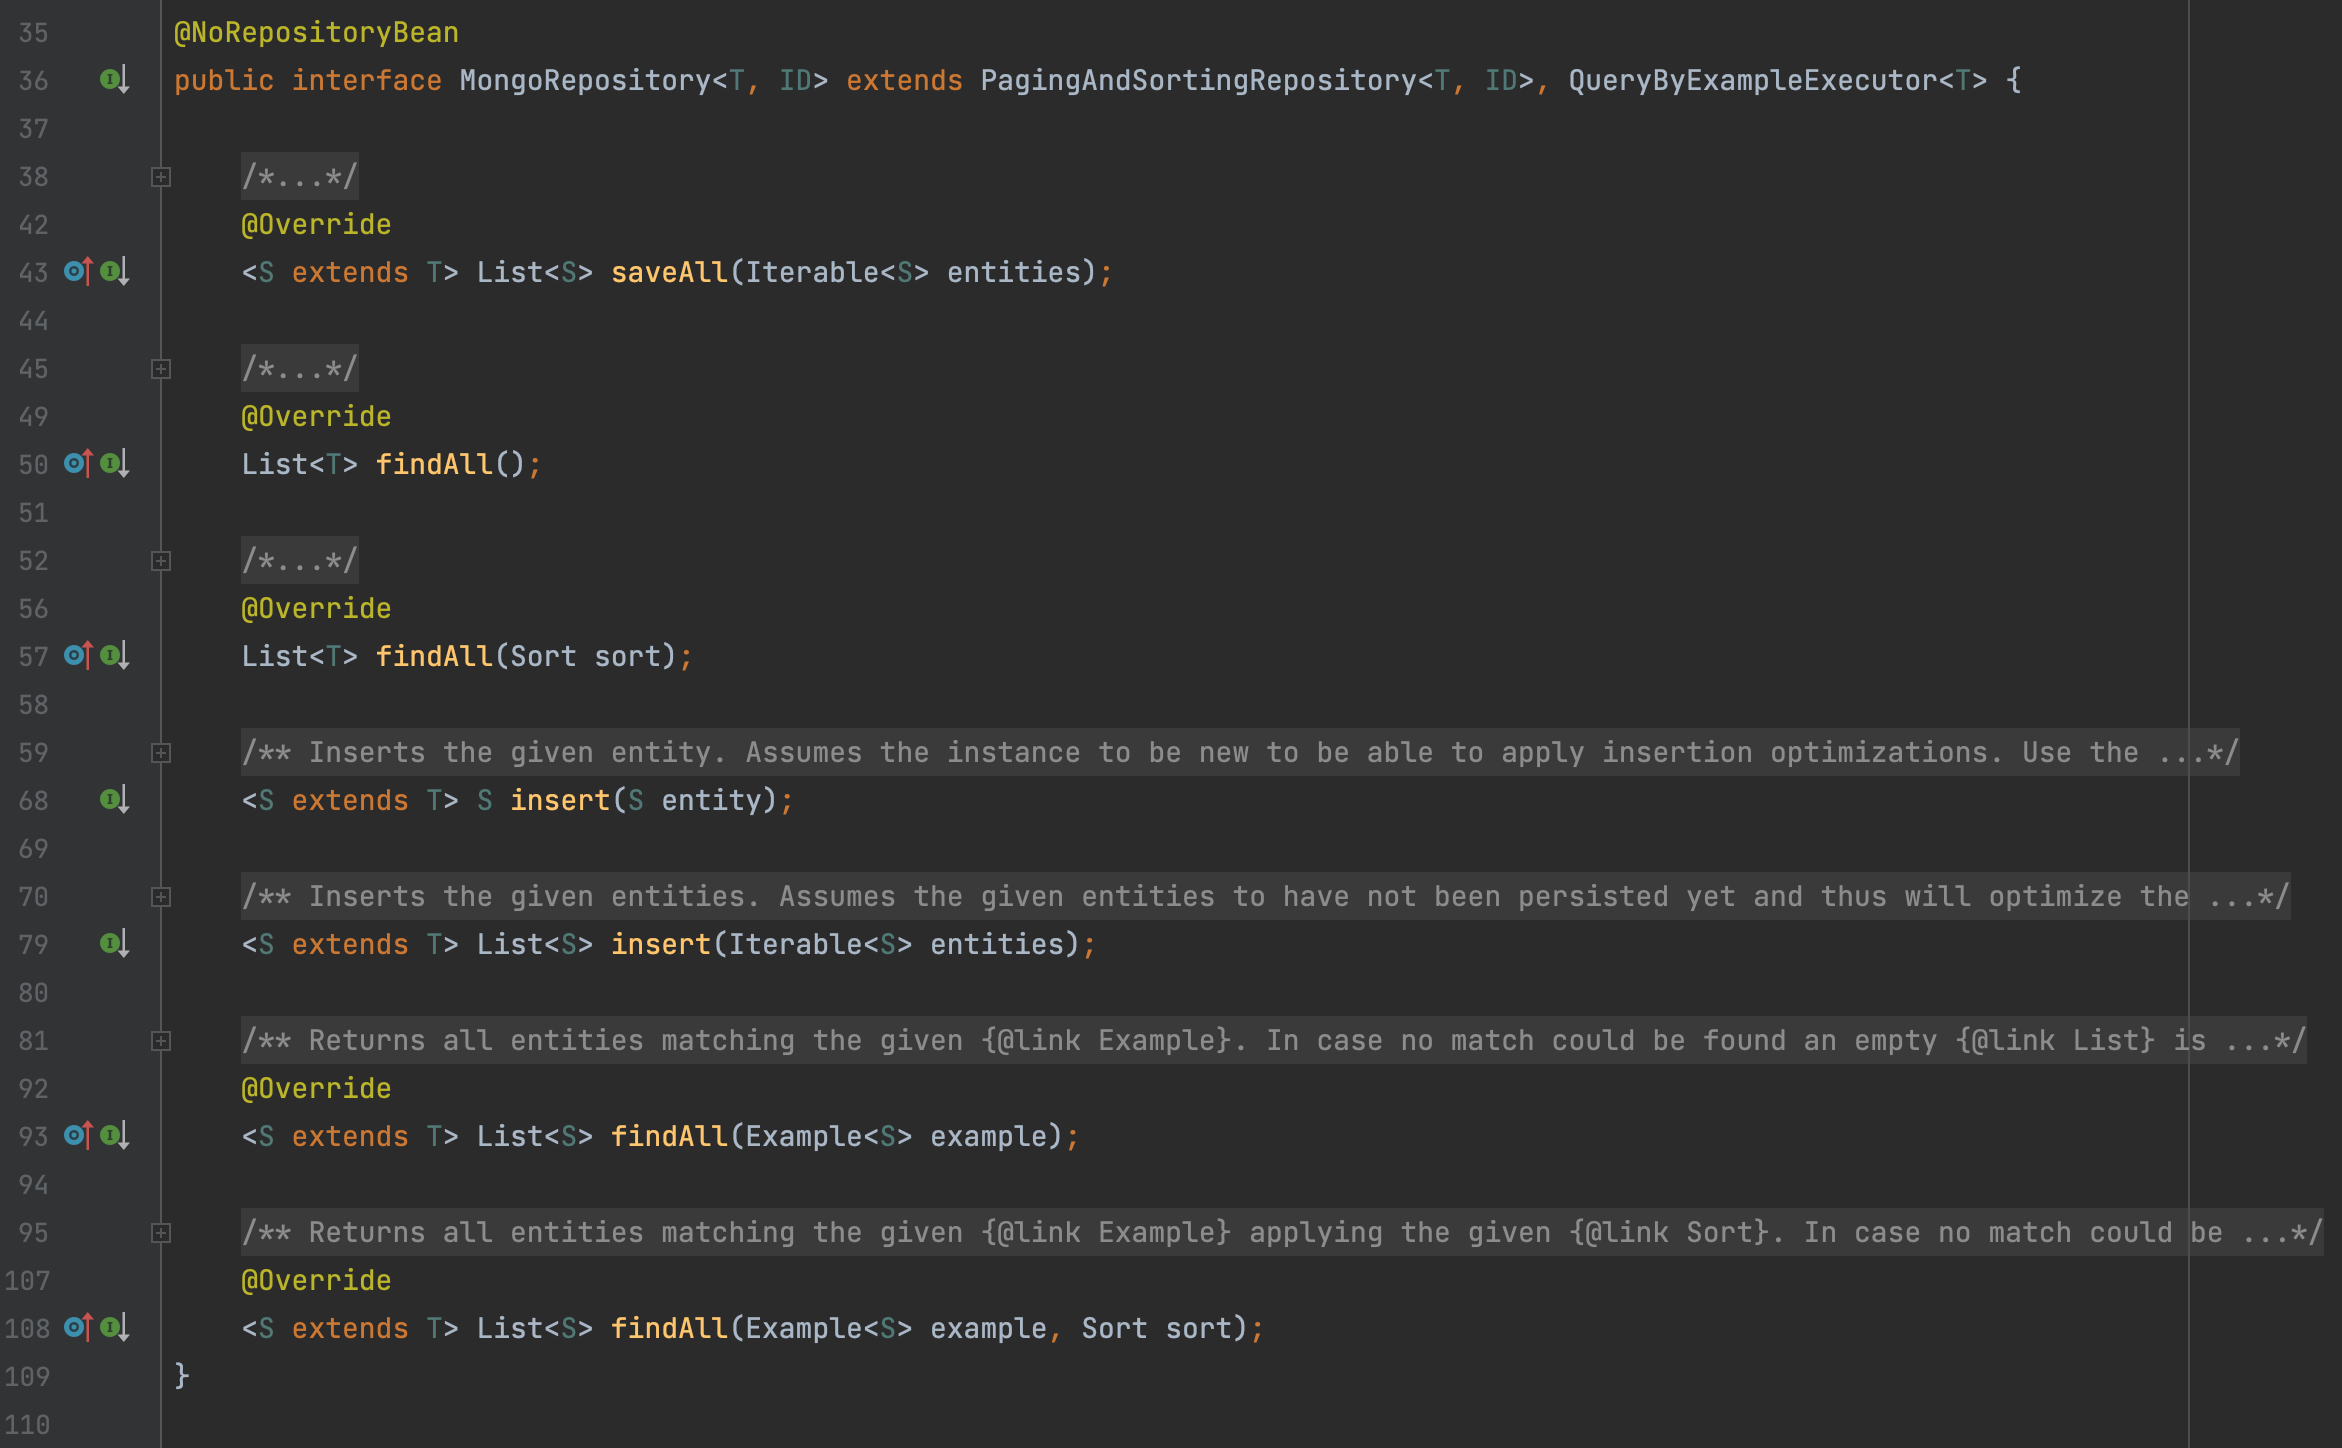 35 @NoRepositoryBean
36 public interface MongoRepository<T, ID> extends PagingAndSortingRepository<T, ID>, QueryByExampleExecutor<T> {
37
38 /*...*/
42 @Override
43 <S extends T> List<S> saveAll(Iterable<S> entities);
44
45 /*...*/
49 @Override
50 List<T> findAll();
51
52 /*...*/
56 @Override
57 List<T> findAll(Sort sort);
58
59 /** Inserts the given entity. Assumes the instance to be new to be able to apply insertion optimizations. Use the ...*/
68 <S extends T> S insert(S entity);
69
70 /** Inserts the given entities. Assumes the given entities to have not been persisted yet and thus will optimize the ...*/
79 <S extends T> List<S> insert(Iterable<S> entities);
80
81 /** Returns all entities matching the given {@link Example}. In case no match could be found an empty {@link List} is ...*/
92 @Override
93 <S extends T> List<S> findAll(Example<S> example);
94
95 /** Returns all entities matching the given {@link Example} applying the given {@link Sort}. In case no match could be ...*/
107 @Override
108 <S extends T> List<S> findAll(Example<S> example, Sort sort);
109 }
110